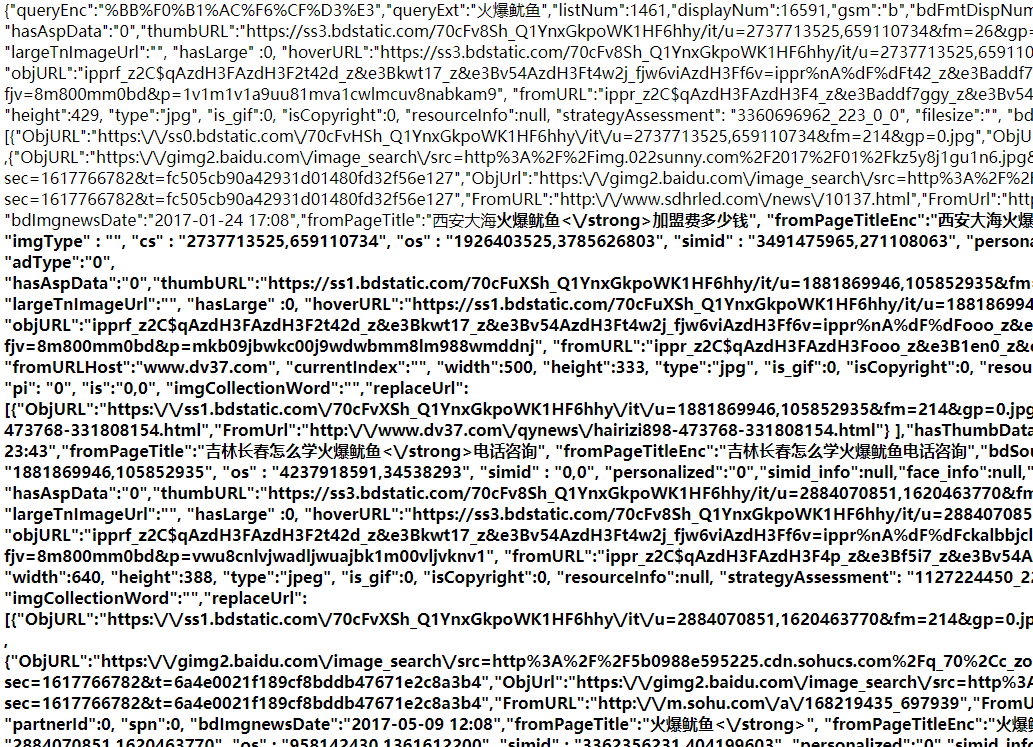 {"queryEnc":"%BB%F0%B1%AC%F6%CF%D3%E3","queryExt":"火爆鱿鱼","listNum":1461,"displayNum":16591,"gsm":"b","bdFmtDispNum
"hasAspData":"0","thumbURL":"https://ss3.bdstatic.com/70cFv8Sh_Q1YnxGkpoWK1HF6hhy/it/u=2737713525,659110734&fm=26&gp=
"largeTnImageUrl":"", "hasLarge" :0, "hoverURL":"https://ss3.bdstatic.com/70cFv8Sh_Q1YnxGkpoWK1HF6hhy/it/u=2737713525,65911
"objURL":"ipprf_z2C$qAzdH3FAzdH3F2t42d_z&e3Bkwt17_z&e3Bv54AzdH3Ft4w2j_fjw6viAzdH3Ff6v=ippr%nA%dF%dFt42_z&e3Baddf7
fjv=8m800mm0bd&p=1v1m1v1a9uu81mva1cwlmcuv8nabkam9", "fromURL":"ippr_z2C$qAzdH3FAzdH3F4_z&e3Baddf7ggy_z&e3Bv5
"height":429, "type":"jpg", "is_gif":0, "isCopyright":0, "resourceInfo":null, "strategyAssessment": "3360696962_223_0_0", "filesize":"", "bd
[{"ObjURL":"https:\/\/ss0.bdstatic.com\/70cFvHSh_Q1YnxGkpoWK1HF6hhy\/it\/u=2737713525,659110734&fm=214&gp=0.jpg","ObjU
,{"ObjURL":"https:\/\/gimg2.baidu.com\/image_search\/src=http%3A%2F%2Fimg.022sunny.com%2F2017%2F01%2Fkz5y8j1gu1n6.jpg&
sec=1617766782&t=fc505cb90a42931d01480fd32f56e127","ObjUrl":"https:\/\/gimg2.baidu.com\/image_search\/src=http%3A%2F%2
sec=1617766782&t=fc505cb90a42931d01480fd32f56e127","FromURL":"http:\/\/www.sdhrled.com\/news\/10137.html","FromUrl":"ht
"bdImgnewsDate":"2017-01-24 17:08","fromPageTitle":"西安大海火爆鱿鱼<\/strong>加盟费多少钱", "fromPageTitleEnc":"西安大海火爆
"imgType" : "", "cs" : "2737713525,659110734", "os" : "1926403525,3785626803", "simid" : "3491475965,271108063", "persona
"adType":"0",
"hasAspData":"0","thumbURL":"https://ss1.bdstatic.com/70cFuXSh_Q1YnxGkpoWK1HF6hhy/it/u=1881869946,105852935&fm=
"largeTnImageUrl":"", "hasLarge" :0, "hoverURL":"https://ss1.bdstatic.com/70cFuXSh_Q1YnxGkpoWK1HF6hhy/it/u=188186994
"objURL":"ipprf_z2C$qAzdH3FAzdH3F2t42d_z&e3Bkwt17_z&e3Bv54AzdH3Ft4w2j_fjw6viAzdH3Ff6v=ippr%nA%dF%dFooo_z&e
fjv=8m800mm0bd&p=mkb09jbwkc00j9wdwbmm8lm988wmddnj", "fromURL":"ippr_z2C$qAzdH3FAzdH3Fooo_z&e3B1en0_z&e
"fromURLHost":"www.dv37.com", "currentIndex":"", "width":500, "height":333, "type":"jpg", "is_gif":0, "isCopyright":0, "resou
"pi": "0", "is":"0,0", "imgCollectionWord":"","replaceUrl":
[{"ObjURL":"https:\/\/ss1.bdstatic.com\/70cFvXSh_Q1YnxGkpoWK1HF6hhy\/it\/u=1881869946,105852935&fm=214&gp=0.jpg
473768-331808154.html","FromUrl":"http:\/\/www.dv37.com\/qynews\/hairizi898-473768-331808154.html"} ],"hasThumbData
23:43","fromPageTitle":"吉林长春怎么学火爆鱿鱼<\/strong>电话咨询", "fromPageTitleEnc":"吉林长春怎么学火爆鱿鱼电话咨询","bdSou
"1881869946,105852935", "os" : "4237918591,34538293", "simid" : "0,0", "personalized":"0","simid_info":null,"face_info":null,"
"hasAspData":"0","thumbURL":"https://ss3.bdstatic.com/70cFv8Sh_Q1YnxGkpoWK1HF6hhy/it/u=2884070851,1620463770&fm
"largeTnImageUrl":"", "hasLarge" :0, "hoverURL":"https://ss3.bdstatic.com/70cFv8Sh_Q1YnxGkpoWK1HF6hhy/it/u=288407085
"objURL":"ipprf_z2C$qAzdH3FAzdH3F2t42d_z&e3Bkwt17_z&e3Bv54AzdH3Ft4w2j_fjw6viAzdH3Ff6v=ippr%nA%dF%dFckalbbjcl
fjv=8m800mm0bd&p=vwu8cnlvjwadljwuajbk1m00vljvknv1", "fromURL":"ippr_z2C$qAzdH3FAzdH3F4p_z&e3Bf5i7_z&e3Bv54A
"width":640, "height":388, "type":"jpeg", "is_gif":0, "isCopyright":0, "resourceInfo":null, "strategyAssessment": "1127224450_2
"imgCollectionWord":"","replaceUrl":
[{"ObjURL":"https:\/\/ss1.bdstatic.com\/70cFvXSh_Q1YnxGkpoWK1HF6hhy\/it\/u=2884070851,1620463770&fm=214&gp=0.jp
,
{"ObjURL":"https:\/\/gimg2.baidu.com\/image_search\/src=http%3A%2F%2F5b0988e595225.cdn.sohucs.com%2Fq_70%2Cc_zo
sec=1617766782&t=6a4e0021f189cf8bddb47671e2c8a3b4","ObjUrl":"https:\/\/gimg2.baidu.com\/image_search\/src=http%3
sec=1617766782&t=6a4e0021f189cf8bddb47671e2c8a3b4","FromURL":"http:\/\/m.sohu.com\/a\/168219435_697939","FromU
"partnerId":0, "spn":0, "bdImgnewsDate":"2017-05-09 12:08","fromPageTitle":"火爆鱿鱼<\/strong>", "fromPageTitleEnc":"火爆鱿
"2884070851,1620463770", "os" : "958142430,1361612200", "simid" : "3362356231,404199603", "personalized":"0","simid_info